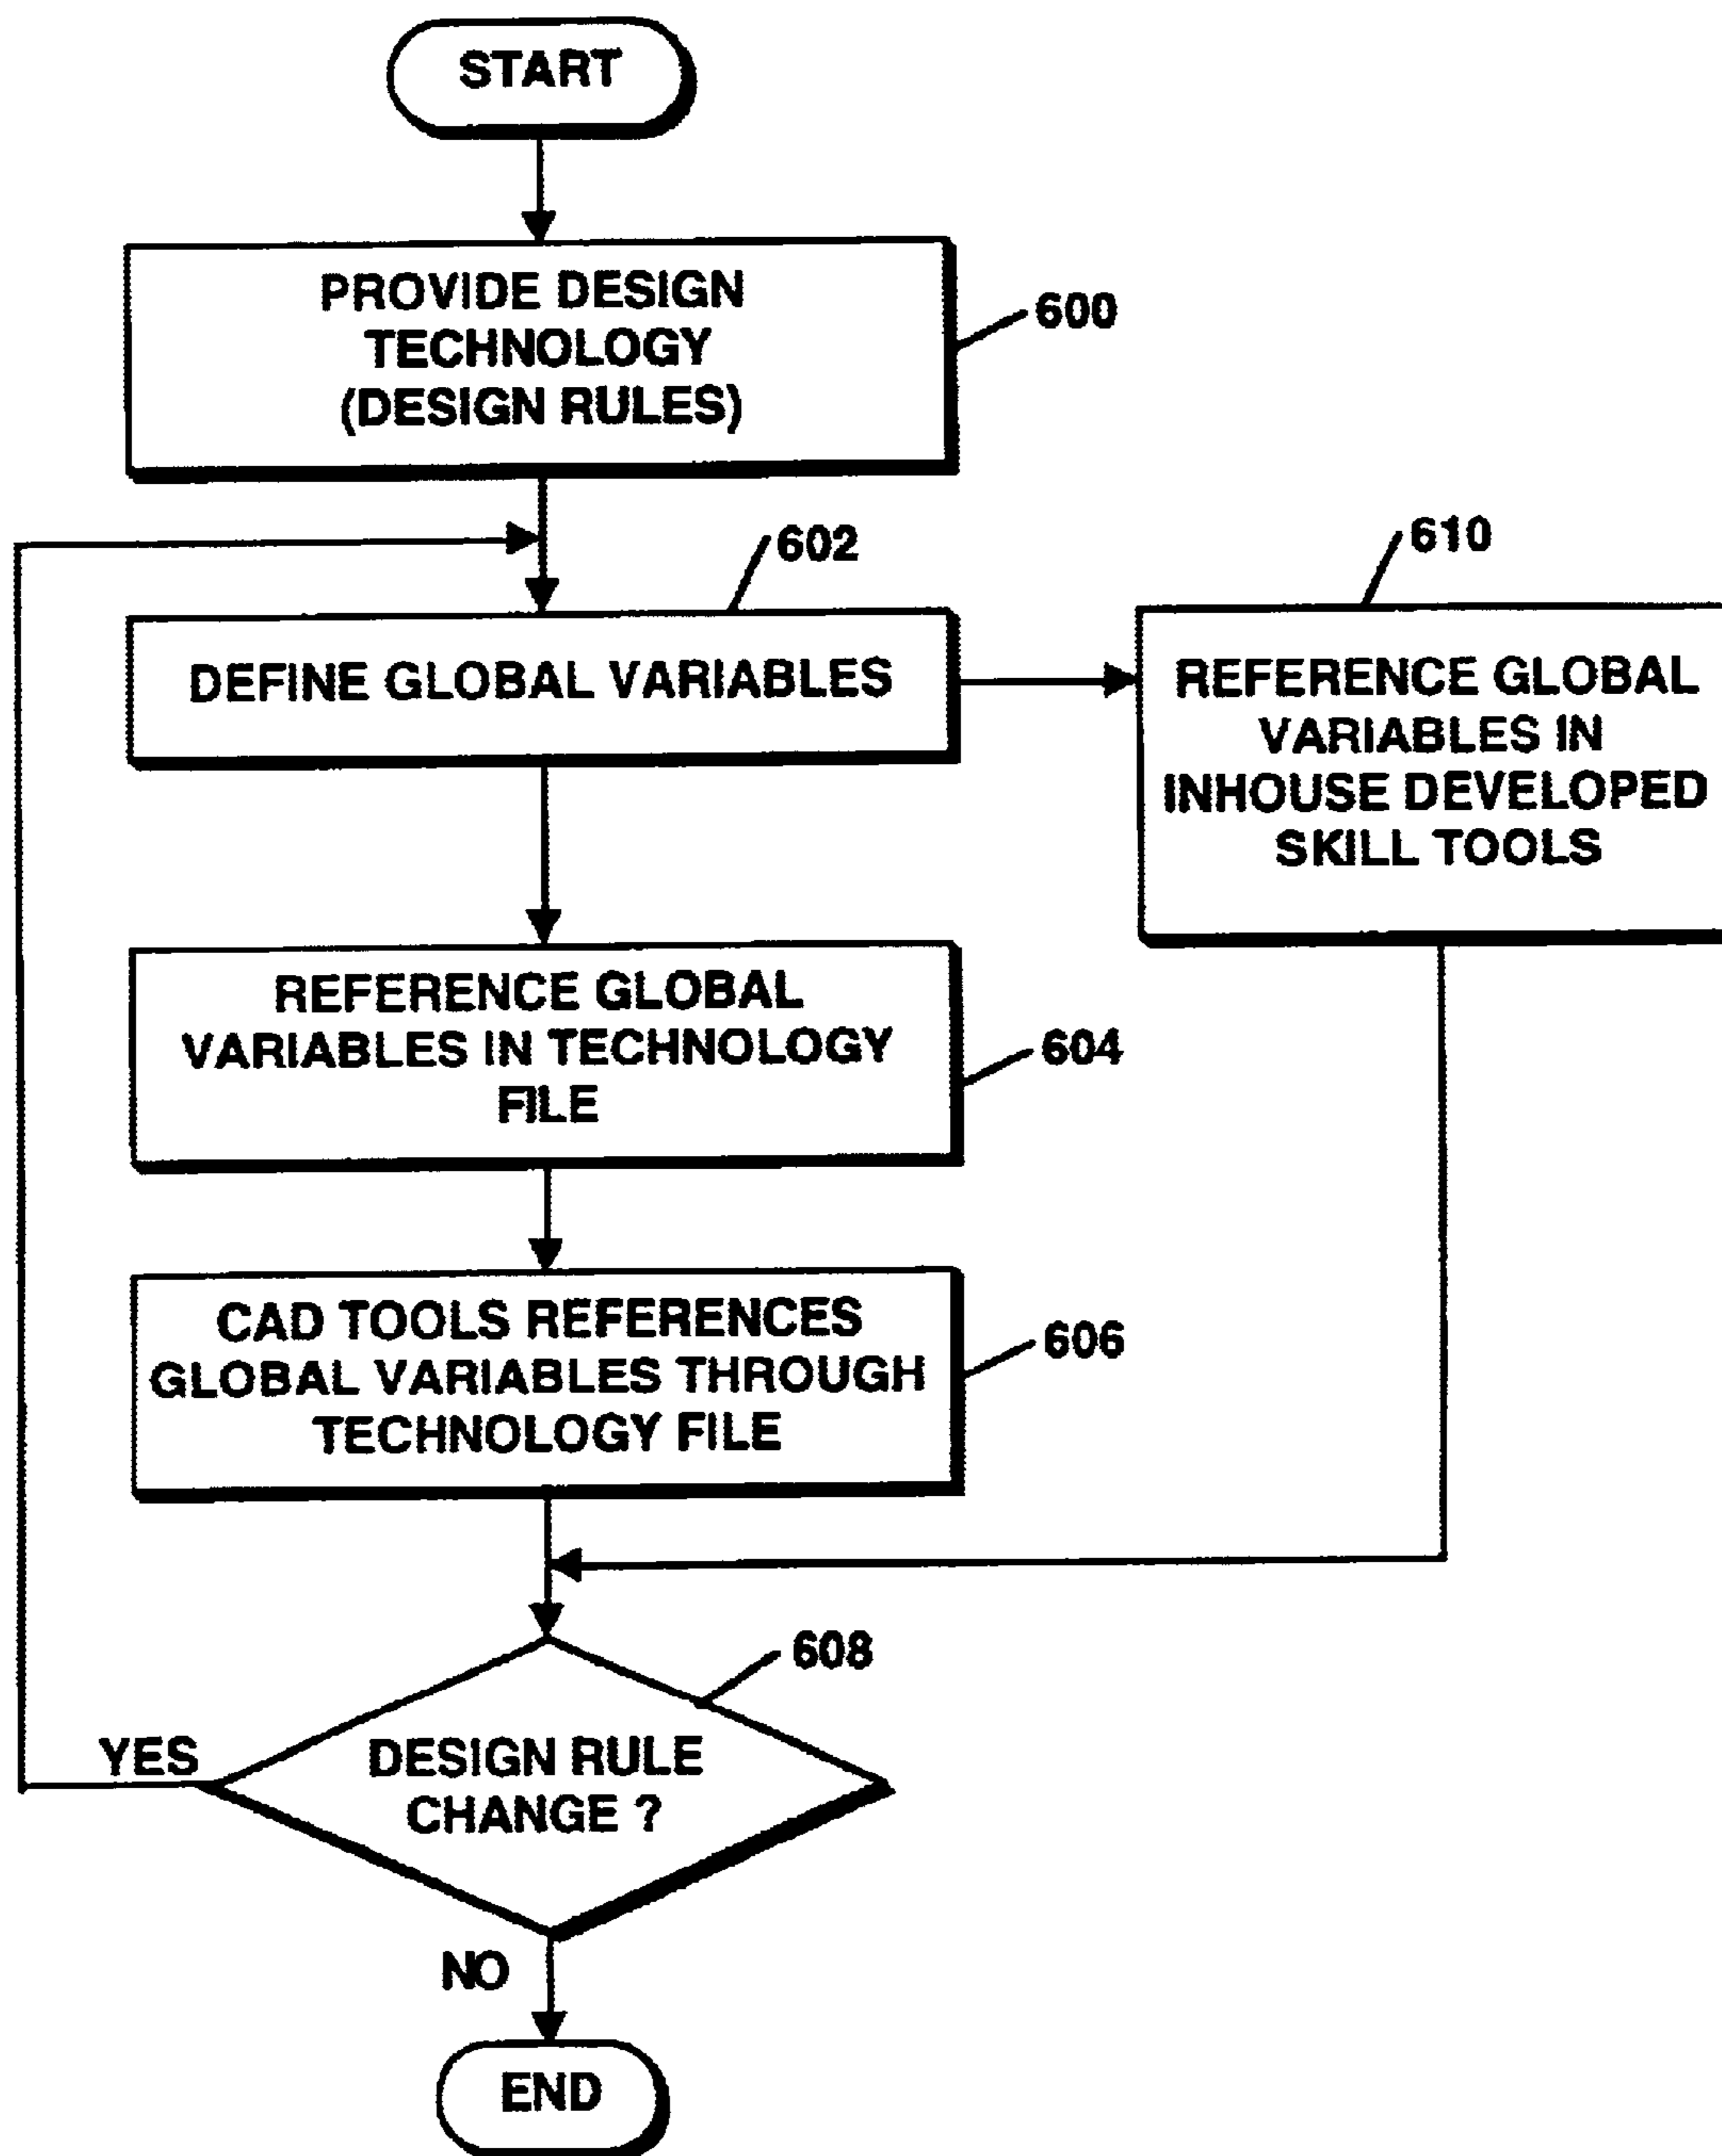 START
PROVIDE DESIGN
TECHNOLOGY
(DESIGN RULES)
600
602
DEFINE GLOBAL VARIABLES
610
REFERENCE GLOBAL
VARIABLES IN
INHOUSE DEVELOPED
SKILL TOOLS
REFERENCE GLOBAL
VARIABLES IN TECHNOLOGY
FILE
604
CAD TOOLS REFERENCES
GLOBAL VARIABLES THROUGH
TECHNOLOGY FILE
606
608
YES
DESIGN RULE
CHANGE ?
NO
END